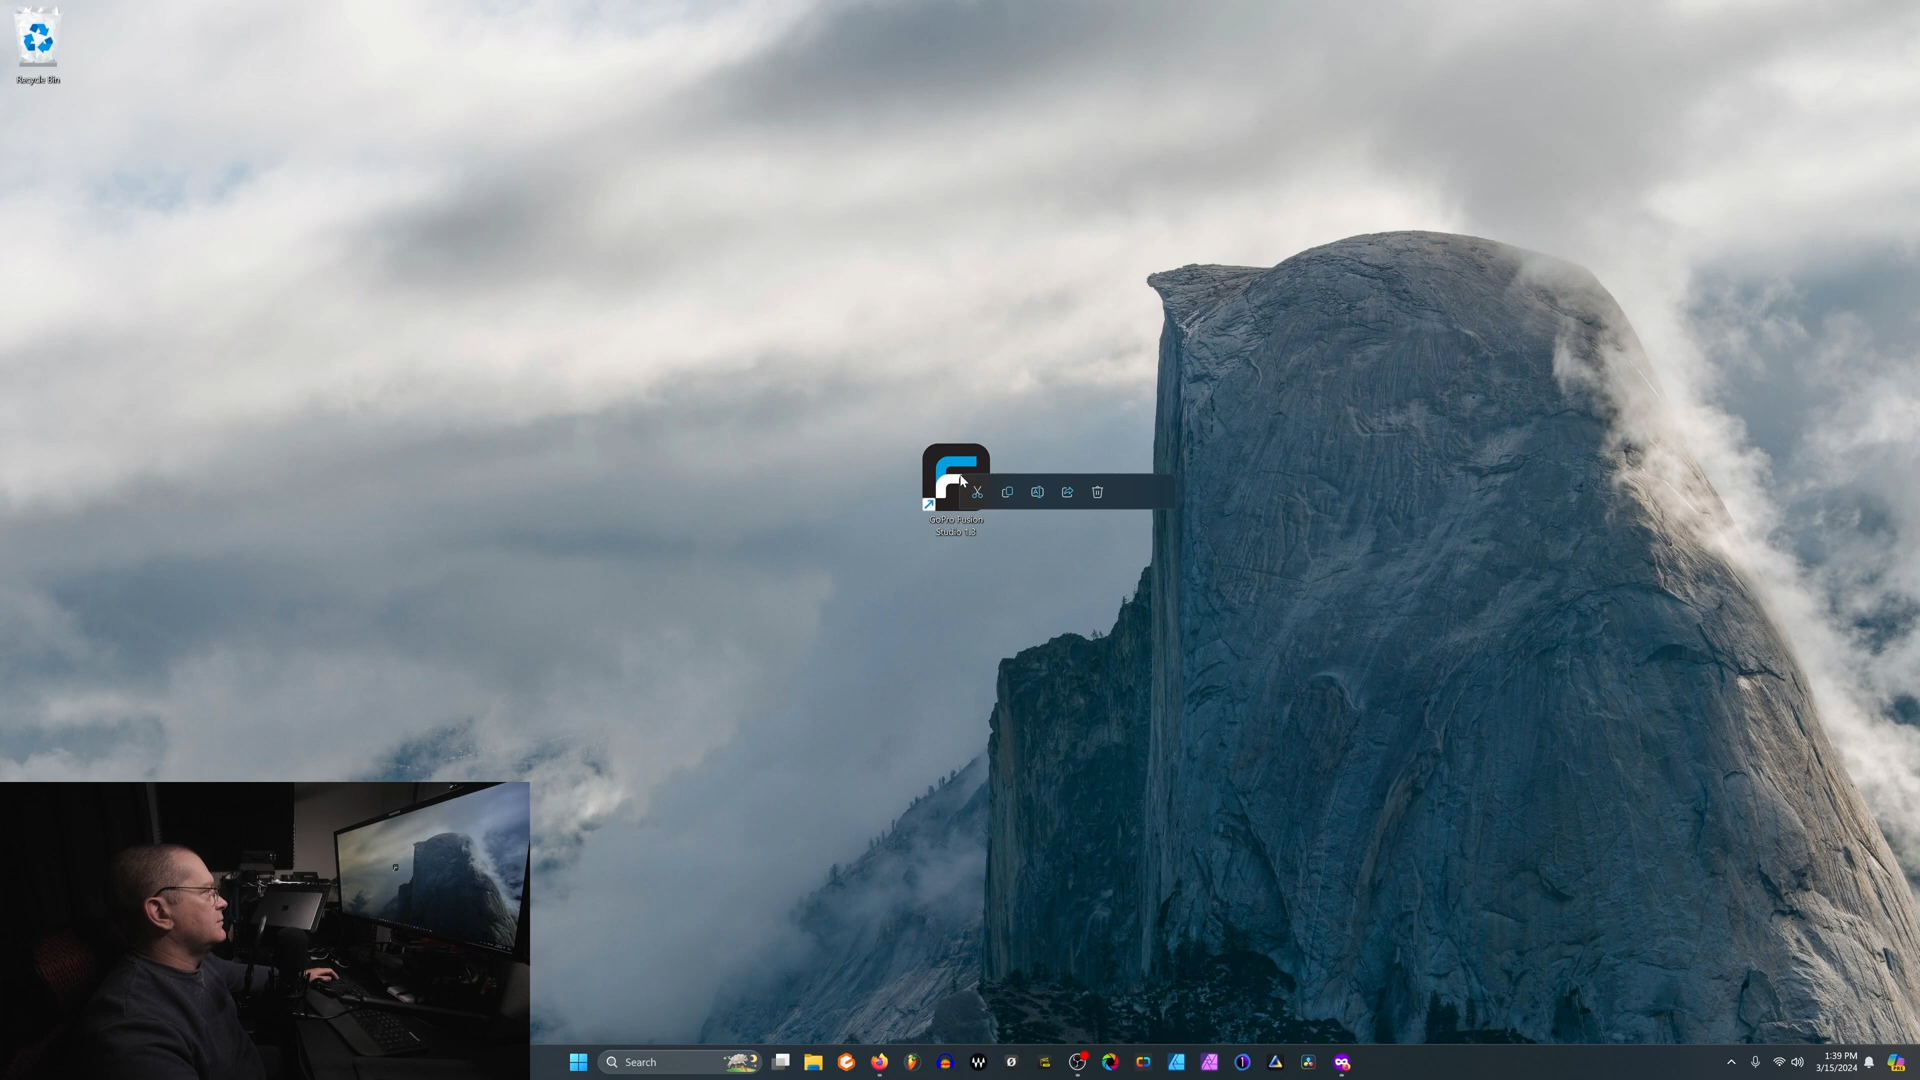 Recycle Bin
GoPro Fusion
Studio 1.3
Search
1:39 PM
3/15/2024